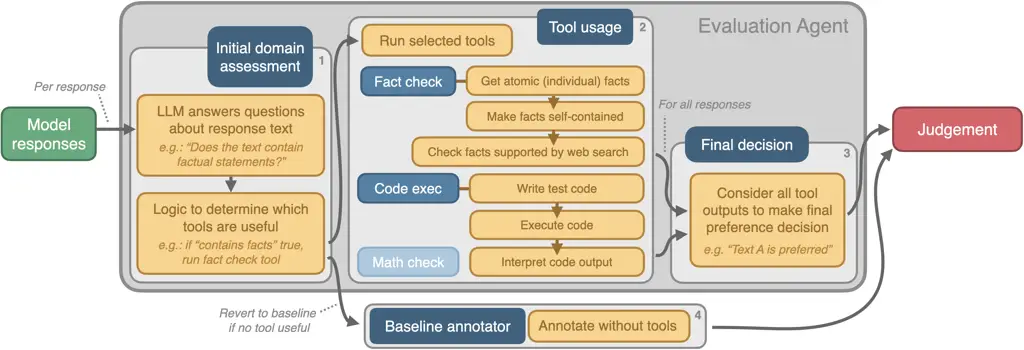 Evaluation Agent
Per response
Model
responses
Initial domain
assessment
1
LLM answers questions
about response text
e.g.: “Does the text contain
factual statements?”
Logic to determine which
tools are useful
e.g.: if “contains facts” true,
run fact check tool
Tool usage
2
Run selected tools
Fact check
Get atomic (individual) facts
Make facts self-contained
Check facts supported by web search
Code exec
Write test code
Execute code
Math check
Interpret code output
For all responses
Final decision
3
Consider all tool
outputs to make final
preference decision
e.g. “Text A is preferred”
Judgement
Revert to baseline
if no tool useful
Baseline annotator
Annotate without tools
4